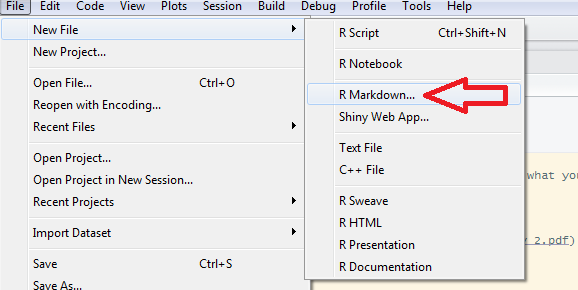 File Edit Code View Plots Session Build Debug Profile Tools Help
New File
New Project...
Open File... Ctrl+O
Reopen with Encoding...
Recent Files
Open Project...
Open Project in New Session...
Recent Projects
Import Dataset
Save Ctrl+S
Save As...
R Script Ctrl+Shift+N
R Notebook
R Markdown...
Shiny Web App...
Text File
C++ File
R Sweave
R HTML
R Presentation
R Documentation
what you
2.pdf)